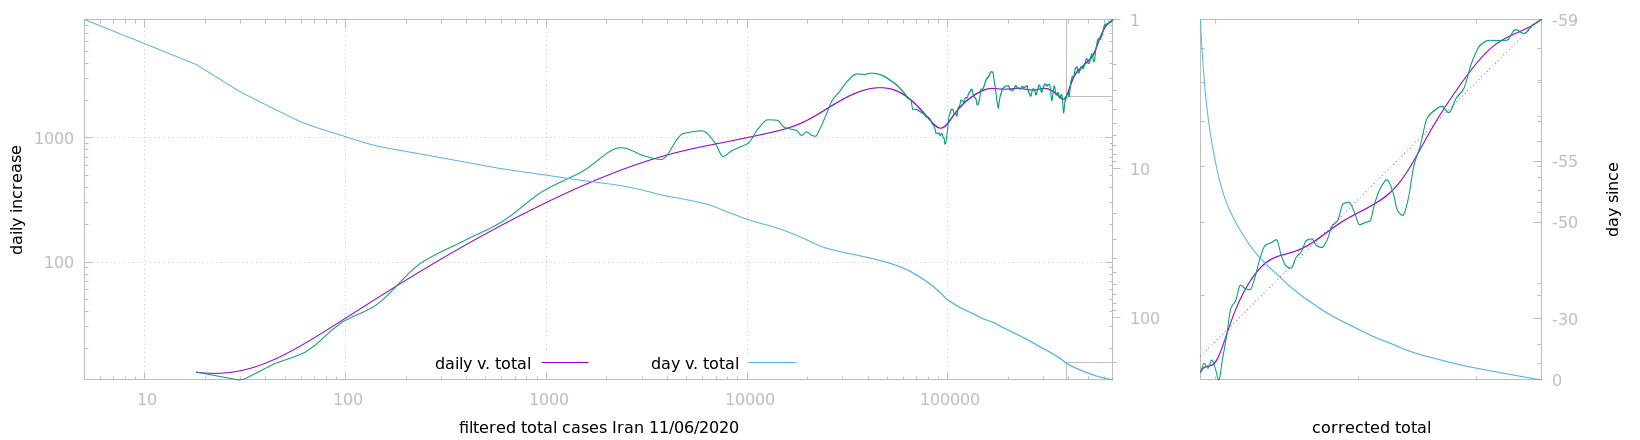 daily increase
1000
100
1
10
100
daily v. total
day v. total
10
100
1000
10000
100000
filtered total cases Iran 11/06/2020
-59
-55
-50
-30
0
day since
corrected total